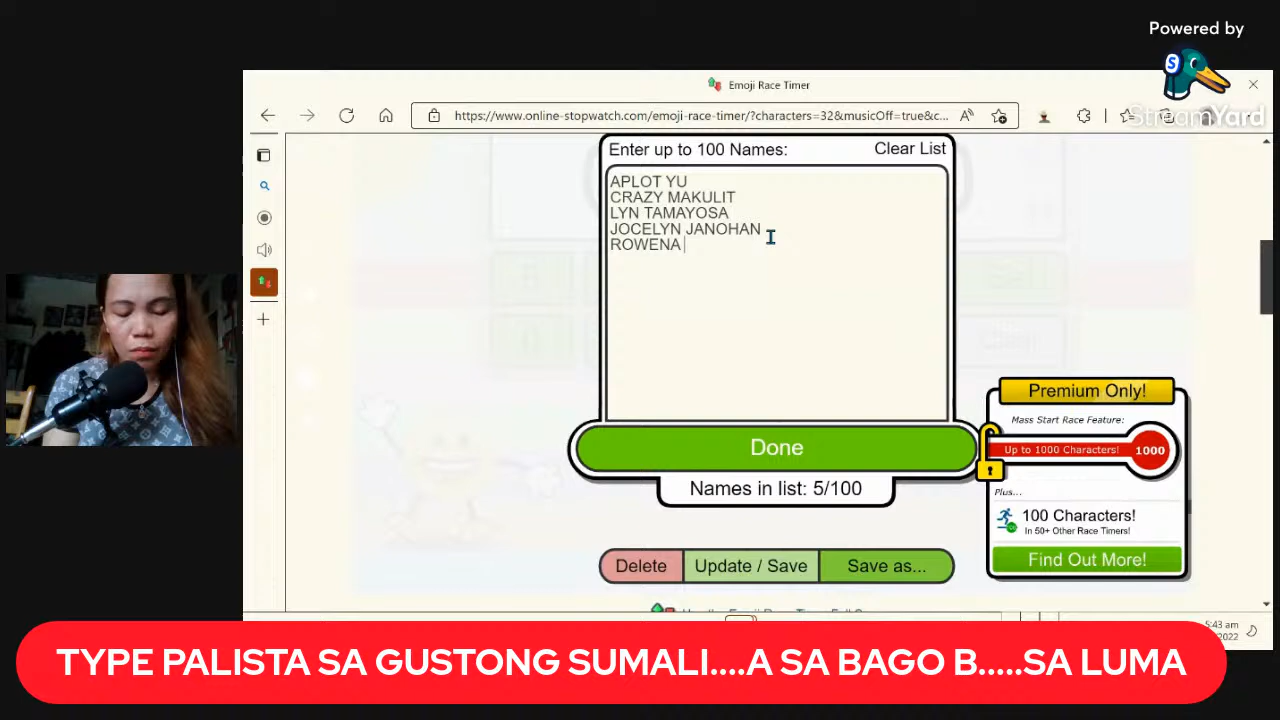 Powered by
StreamYard
Emoji Race Timer
https://www.online-stopwatch.com/emoji-race-timer/?characters=32&musicOff=true&c...
Enter up to 100 Names:
Clear List
APLOT YU
CRAZY MAKULIT
LYN TAMAYOSA
JOCELYN JANOHAN
ROWENA
Done
Names in list: 5/100
Premium Only!
Mass Start Race Feature:
Up to 1000 Characters!
1000
Plus...
100 Characters!
In 50+ Other Race Timers!
Find Out More!
Delete
Update / Save
Save as...
5:43 am
2022
TYPE PALISTA SA GUSTONG SUMALI....A SA BAGO B.....SA LUMA